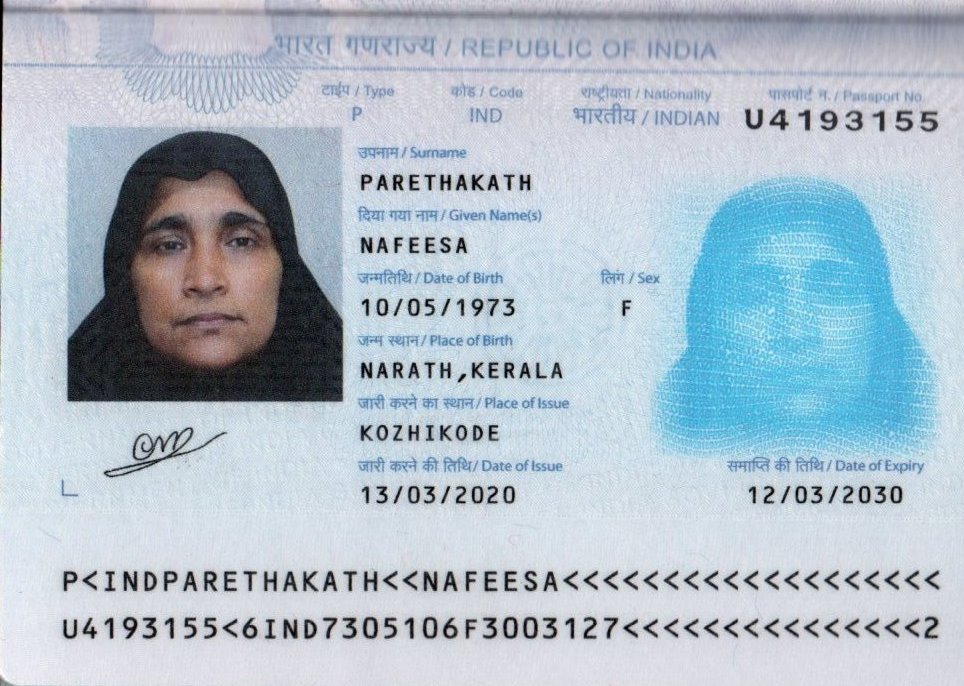 भारत गणराज्य / REPUBLIC OF INDIA
टाईप / Type कोड / Code राष्ट्रीयता / Nationality पासपोर्ट न. / Passport No.
P IND भारतीय / INDIAN U4193155
उपनाम / Surname
PARETHAKATH
दिया गया नाम / Given Name(s)
NAFEESA
जन्मतिथि / Date of Birth लिंग / Sex
10/05/1973 F
जन्म स्थान / Place of Birth
NARATH,KERALA
जारी करने का स्थान / Place of Issue
KOZHIKODE
जारी करने की तिथि / Date of Issue समाप्ति की तिथि / Date of Expiry
13/03/2020 12/03/2030
P<INDPARETHAKATH<<NAFEESA<<<<<<<<<<<<<<<<<<<
U4193155<6IND7305106F3003127<<<<<<<<<<<<<<<2